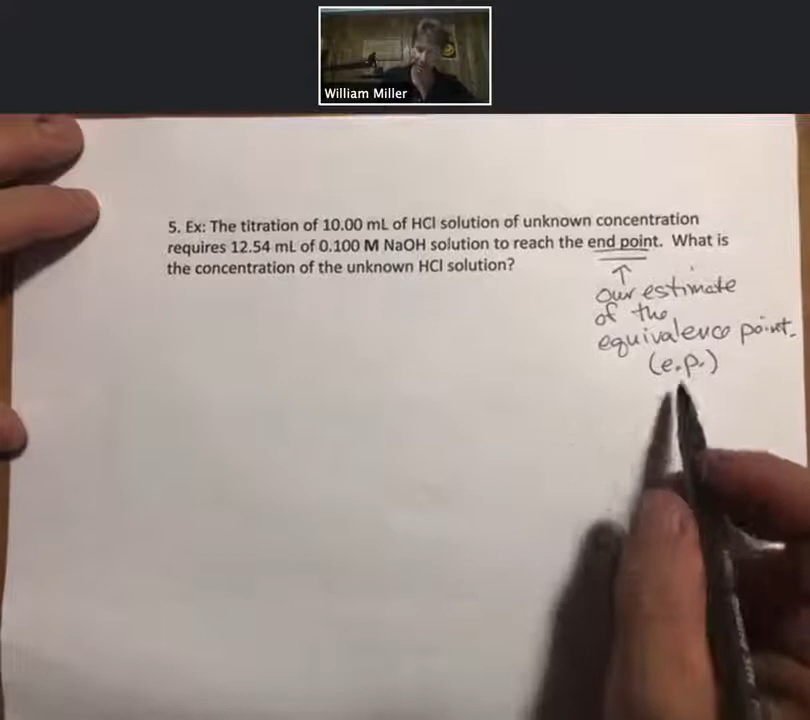 William Miller
5. Ex: The titration of 10.00 mL of HCl solution of unknown concentration
requires 12.54 mL of 0.100 M NaOH solution to reach the end point. What is
the concentration of the unknown HCl solution?
↑
our estimate
of the
equivalence point.
(e.p.)